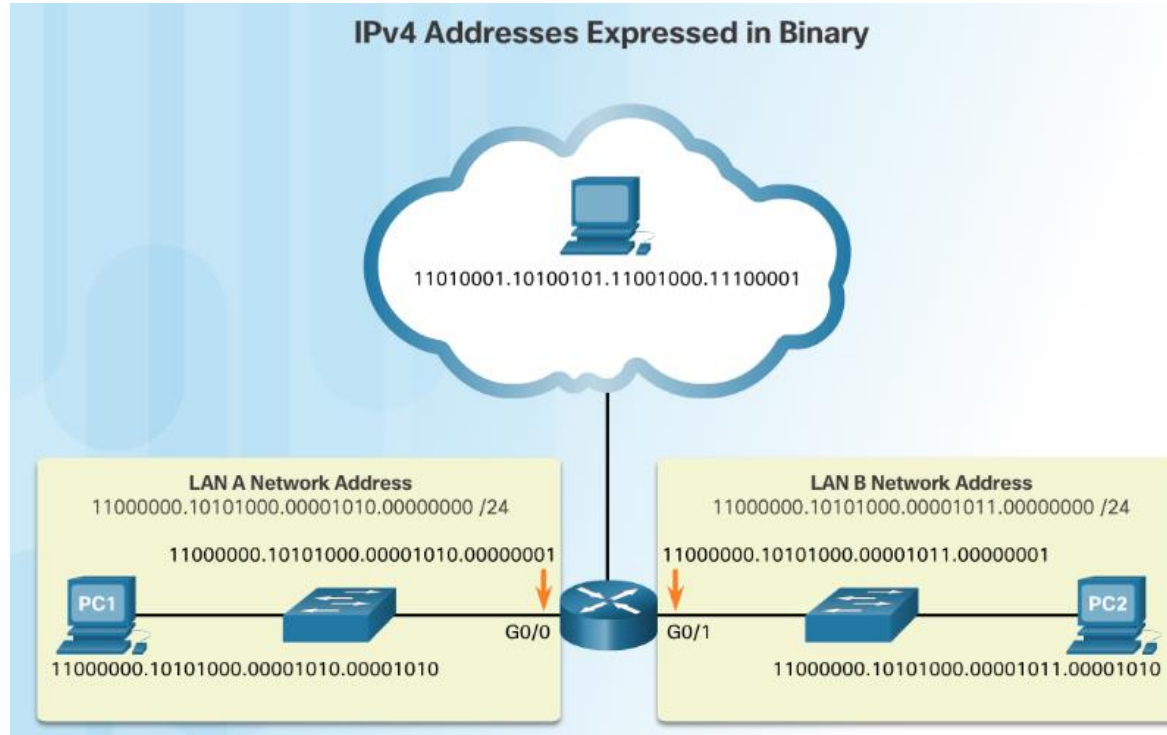 IPv4 Addresses Expressed in Binary
11010001.10100101.11001000.11100001
LAN A Network Address
11000000.10101000.00001010.00000000 /24
11000000.10101000.00001010.00000001
PC1
G0/0
11000000.10101000.00001010.00001010
LAN B Network Address
11000000.10101000.00001011.00000000 /24
11000000.10101000.00001011.00000001
G0/1
PC2
11000000.10101000.00001011.00001010